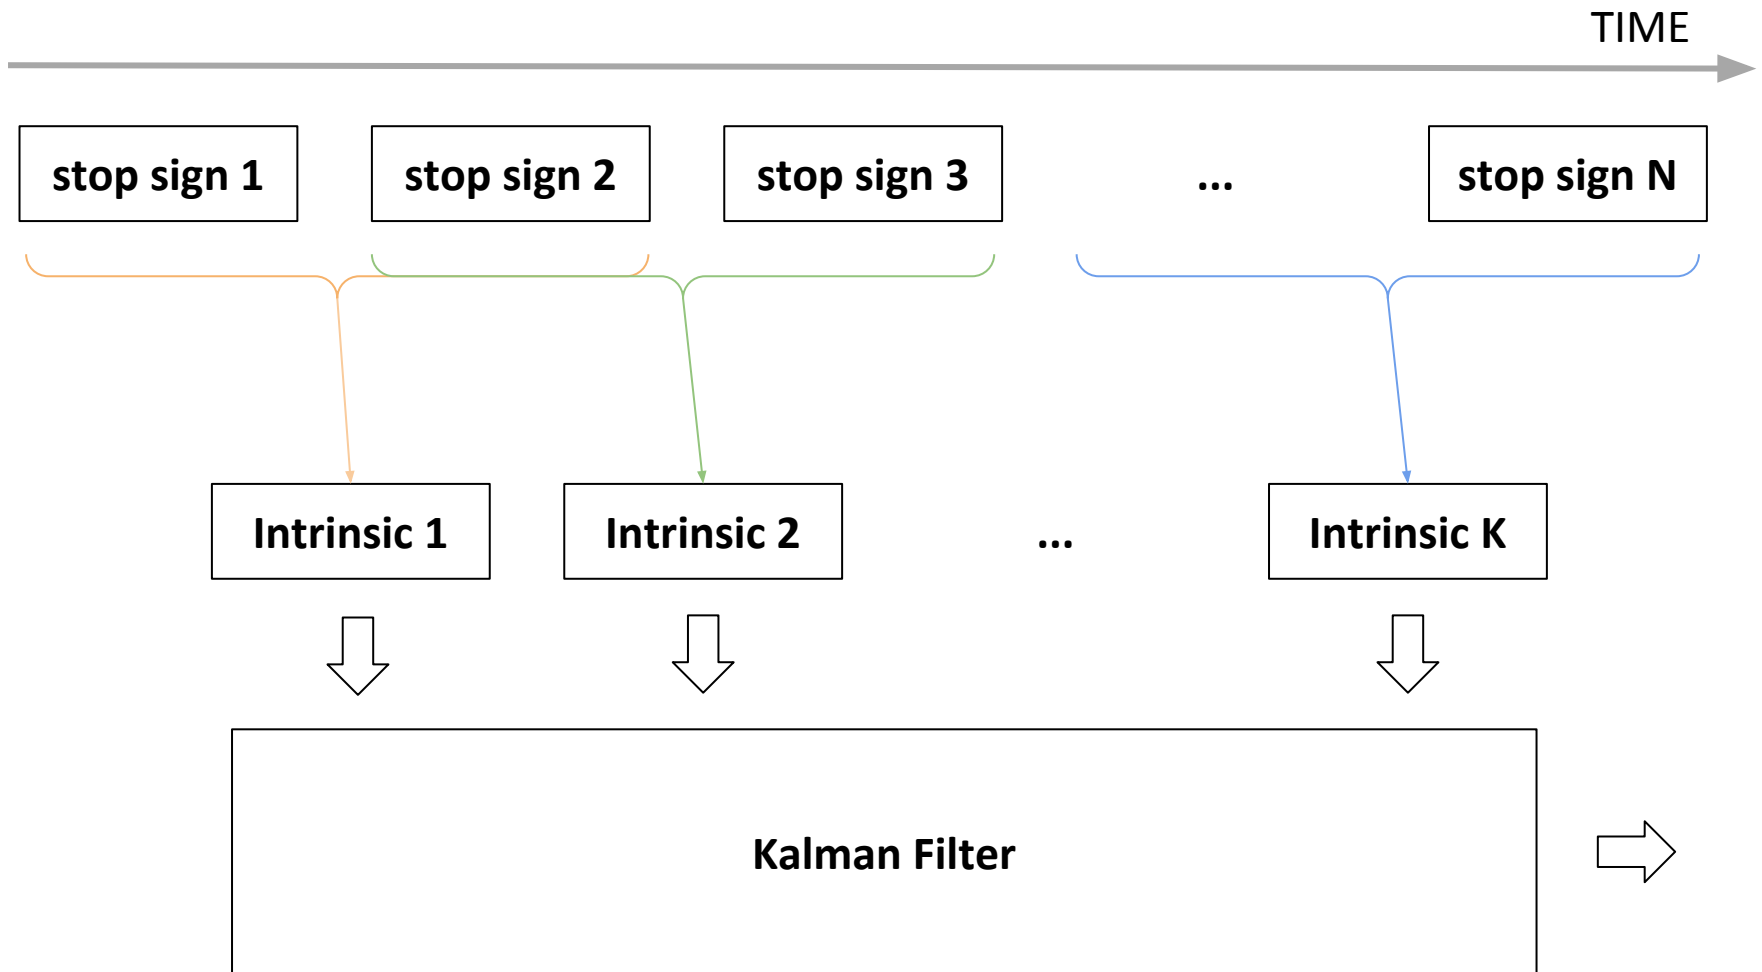 TIME
stop sign 1
stop sign 2
stop sign 3
...
stop sign N
Intrinsic 1
Intrinsic 2
...
Intrinsic K
Kalman Filter